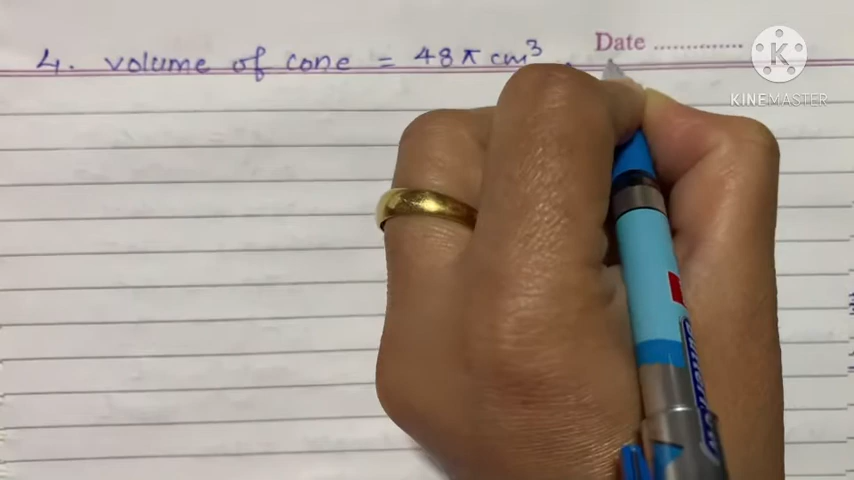 Date ..............
4. volume of cone = 48π cm³ .
KINEMASTER